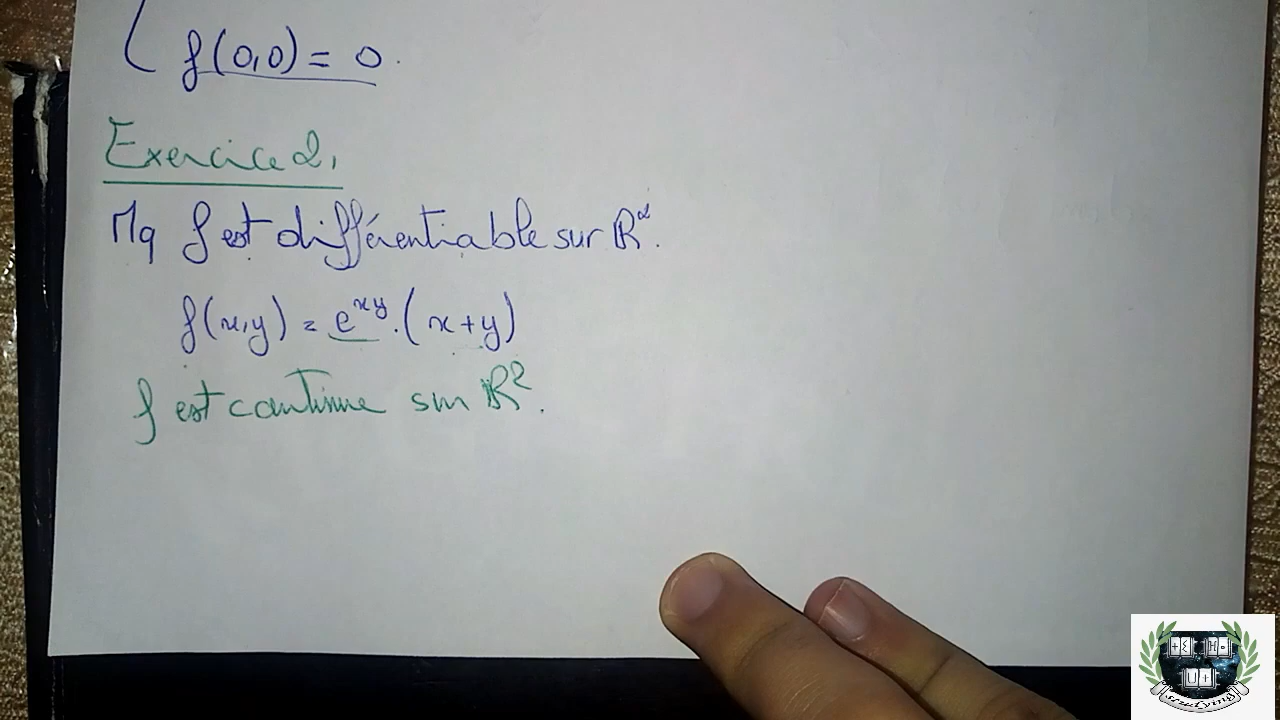 f(0,0) = 0.
Exercice 2,
Mq f est différentiable sur ℝ².
f(x,y) = e^{xy}.(x+y)
f est continue sur ℝ².